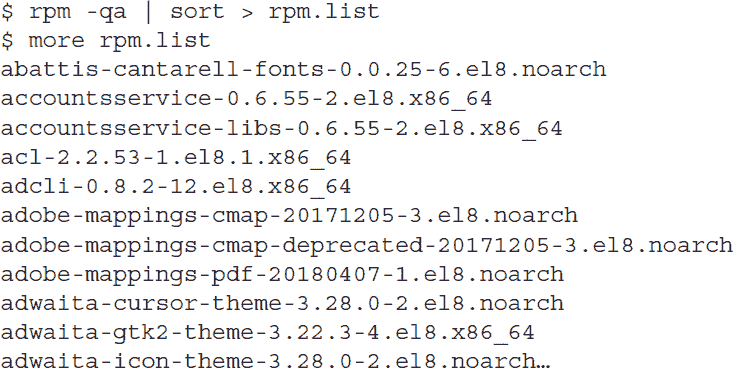 $ rpm -qa | sort > rpm.list
$ more rpm.list
abattis-cantarell-fonts-0.0.25-6.el8.noarch
accountsservice-0.6.55-2.el8.x86_64
accountsservice-libs-0.6.55-2.el8.x86_64
acl-2.2.53-1.el8.1.x86_64
adcli-0.8.2-12.el8.x86_64
adobe-mappings-cmap-20171205-3.el8.noarch
adobe-mappings-cmap-deprecated-20171205-3.el8.noarch
adobe-mappings-pdf-20180407-1.el8.noarch
adwaita-cursor-theme-3.28.0-2.el8.noarch
adwaita-gtk2-theme-3.22.3-4.el8.x86_64
adwaita-icon-theme-3.28.0-2.el8.noarch…